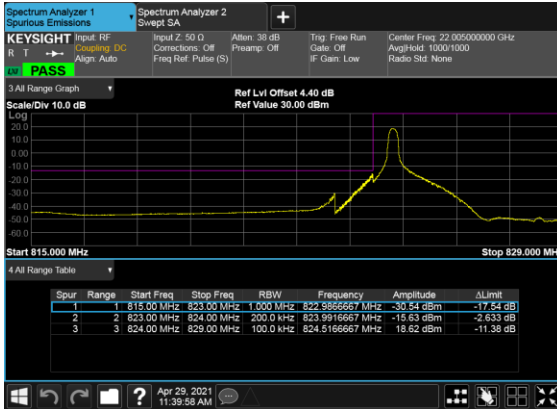 Spectrum Analyzer 1
Spurious Emissions
Spectrum Analyzer 2
Swept SA
KEYSIGHT
R T
LXI PASS
Input: RF
Coupling: DC
Align: Auto
Input Z: 50 Ω
Corrections: Off
Freq Ref: Pulse (S)
Atten: 38 dB
Preamp: Off
Trig: Free Run
Gate: Off
IF Gain: Low
Center Freq: 22.005000000 GHz
Avg|Hold: 1000/1000
Radio Std: None
3 All Range Graph
Scale/Div 10.0 dB
Ref Lvl Offset 4.40 dB
Ref Value 30.00 dBm
Log
20.0
10.0
0.00
-10.0
-20.0
-30.0
-40.0
-50.0
-60.0
Start 815.000 MHz
Stop 829.000 MH
4 All Range Table
Spur Range Start Freq Stop Freq RBW Frequency Amplitude ΔLimit
1 1 815.00 MHz 823.00 MHz 1.000 MHz 822.9866667 MHz -30.54 dBm -17.54 dB
2 2 823.00 MHz 824.00 MHz 200.0 kHz 823.9916667 MHz -15.63 dBm -2.633 dB
3 3 824.00 MHz 829.00 MHz 100.0 kHz 824.5166667 MHz 18.62 dBm -11.38 dB
Apr 29, 2021
11:39:58 AM